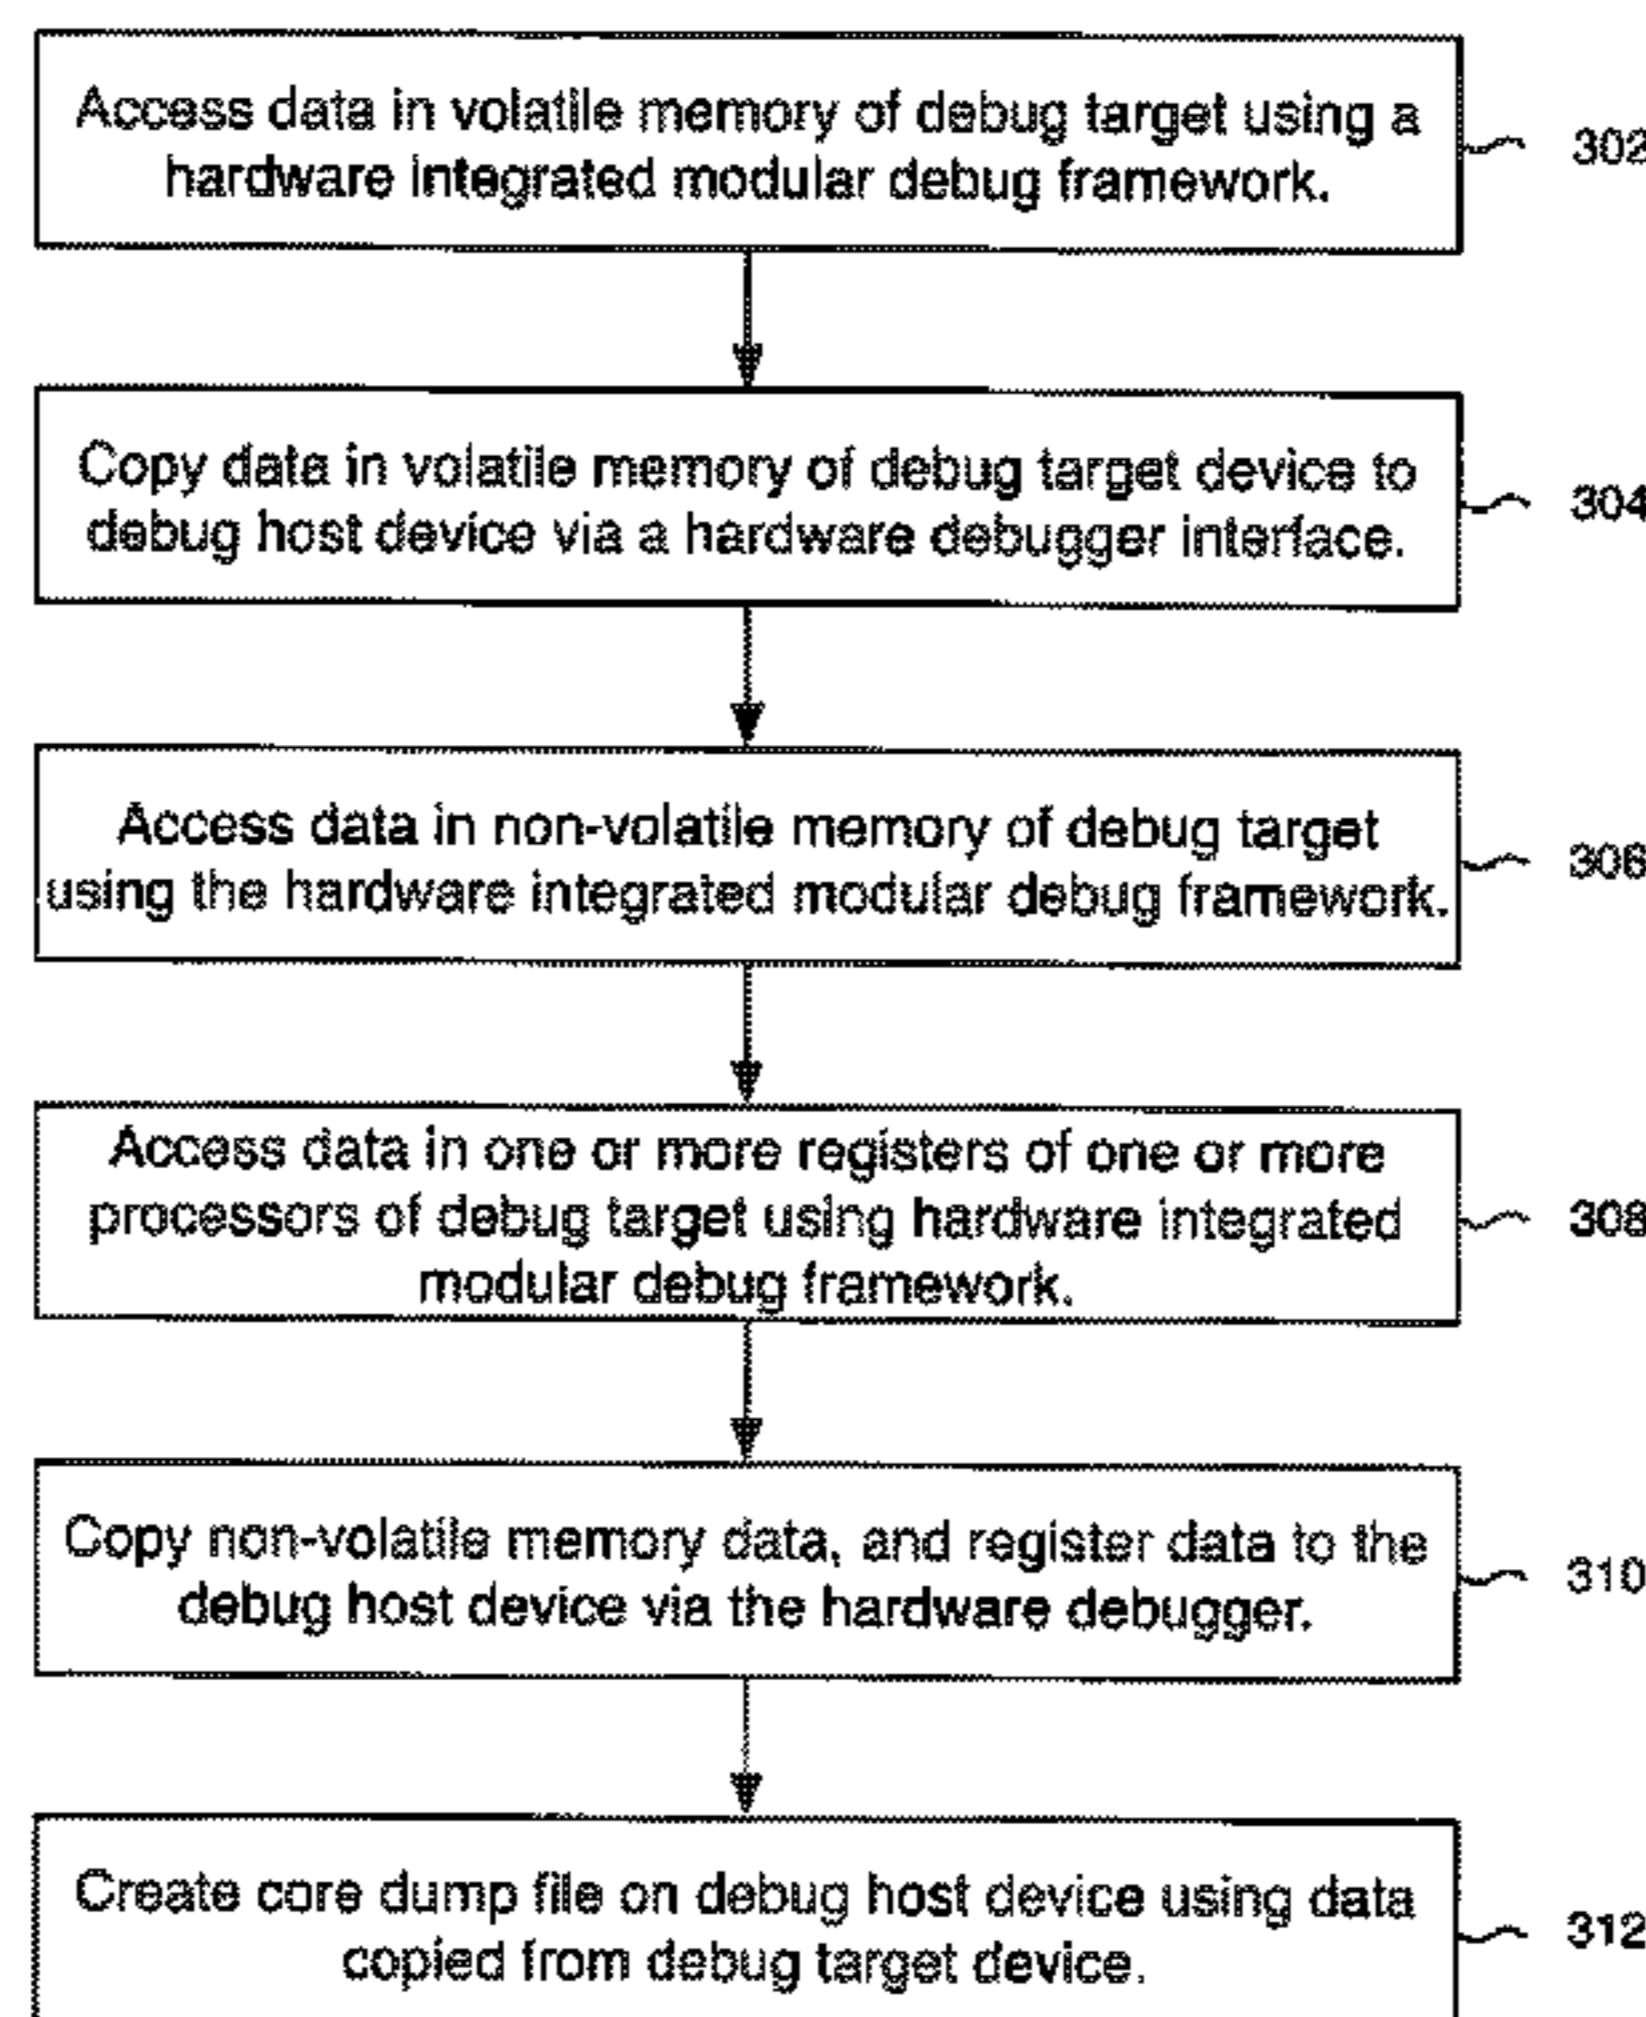 Access data in volatile memory of debug target using a
hardware integrated modular debug framework.
302
Copy data in volatile memory of debug target device to
debug host device via a hardware debugger interface.
304
Access data in non-volatile memory of debug target
using the hardware integrated modular debug framework.
306
Access data in one or more registers of one or more
processors of debug target using hardware integrated
modular debug framework.
308
Copy non-volatile memory data, and register data to the
debug host device via the hardware debugger.
310
Create core dump file on debug host device using data
copied from debug target device.
312